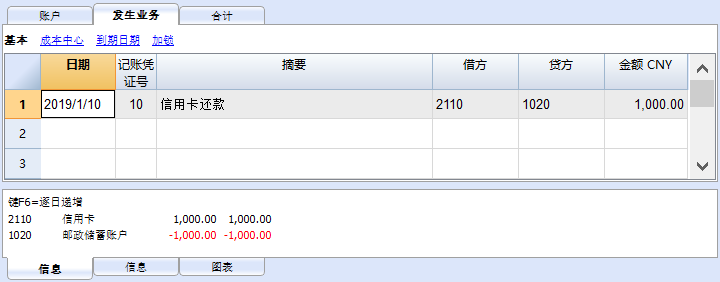 账户 发生业务 合计
基本 成本中心 到期日期 加锁
日期 记账凭证号 摘要 借方 贷方 金额 CNY
1 2019/1/10 10 信用卡还款 2110 1020 1,000.00
2
3
键F6=逐日递增
2110 信用卡 1,000.00 1,000.00
1020 邮政储蓄账户 -1,000.00 -1,000.00
信息 信息 图表